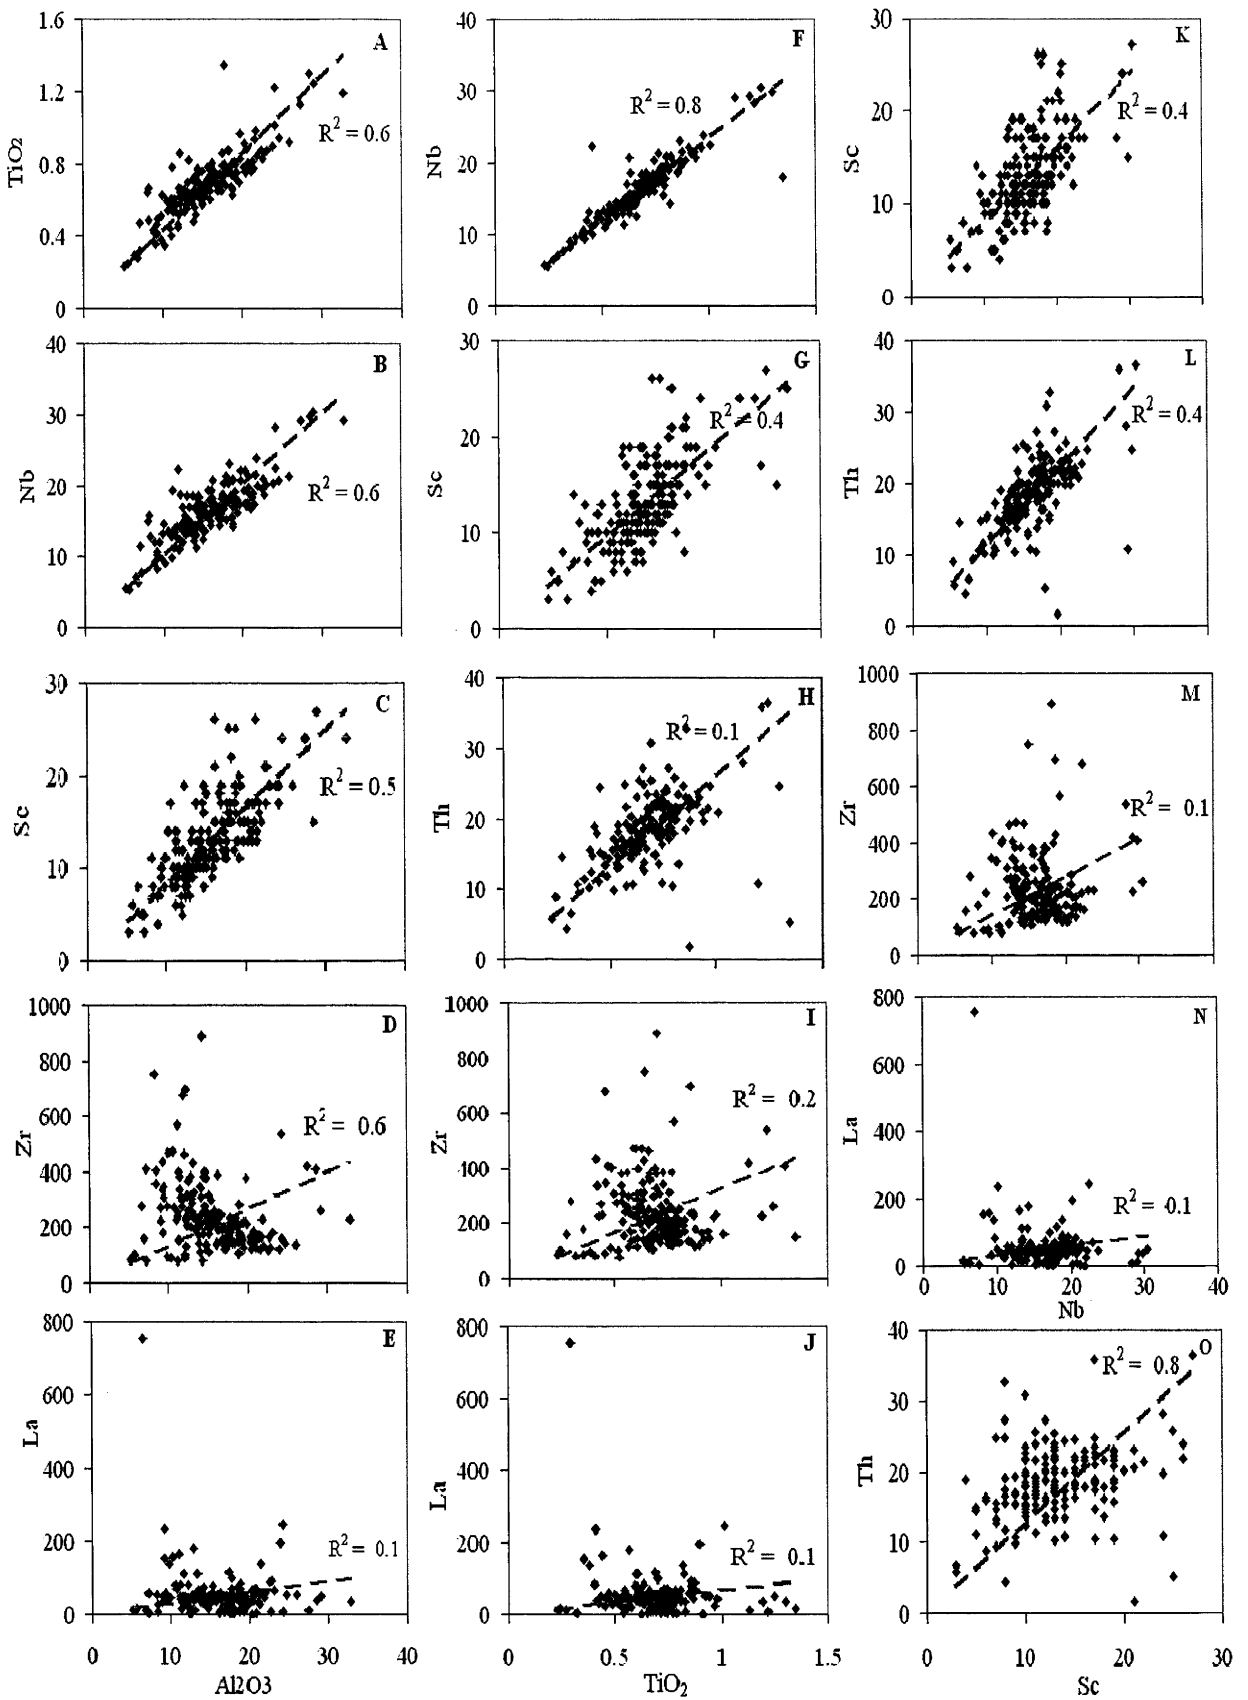 1.6
1.2
0.8
0.4
0
TiO₂
A
R² = 0.6
40
30
20
10
0
Nb
B
R² = 0.6
30
20
10
0
Sc
C
R² = 0.5
1000
800
600
400
200
0
Zr
D
R² = 0.6
800
600
400
200
0
La
E
R² = 0.1
0 10 20 30 40
Al2O3
40
30
20
10
0
Nb
F
R² = 0.8
30
20
10
0
Sc
G
R² = 0.4
40
30
20
10
0
Th
H
R² = 0.1
1000
800
600
400
200
0
Zr
I
R² = 0.2
800
600
400
200
0
La
J
R² = 0.1
0 0.5 1 1.5
TiO₂
30
20
10
0
Sc
K
R² = 0.4
40
30
20
10
0
Th
L
R² = 0.4
1000
800
600
400
200
0
Zr
M
R² = 0.1
800
600
400
200
0
La
N
R² = 0.1
0 10 20 30 40
Nb
40
30
20
10
0
Th
O
R² = 0.8
0 10 20 30
Sc